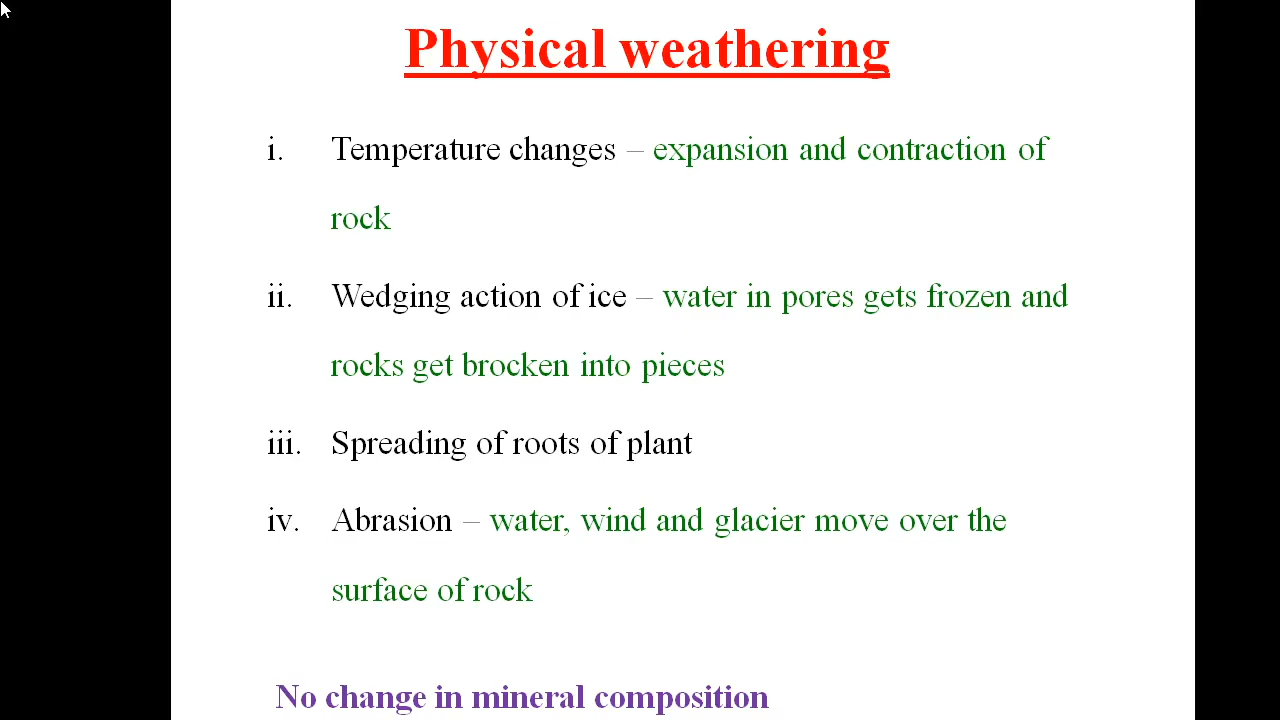 Physical weathering
i. Temperature changes – expansion and contraction of
rock
ii. Wedging action of ice – water in pores gets frozen and
rocks get brocken into pieces
iii. Spreading of roots of plant
iv. Abrasion – water, wind and glacier move over the
surface of rock
No change in mineral composition